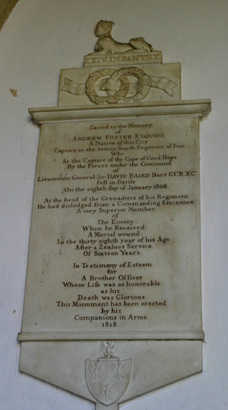 XXIV INFANTRY
Sacred to the Memory
of
ANDREW FOSTER ESQUIRE
A Native of this City
Captain in the twenty fourth Regiment of Foot
Who
At the Capture of the Cape of Good Hope
By the Forces under the Command
of
Lieutenant General Sir DAVID BAIRD Bart GCB KC
Fell in Battle
On the eighth day of January 1806
At the head of the Grenadiers of his Regiment
He had dislodged from a Commanding Eminence
A very Superior Number
of
The Enemy:
When he Received
A Mortal wound
In the thirty eighth year of his Age
After a Zealous Service
Of Sixteen Years
In Testimony of Esteem
for
A Brother Officer
Whose Life was as honorable
as his
Death was Glorious
This Monument has been erected
by his
Companions in Arms
1818